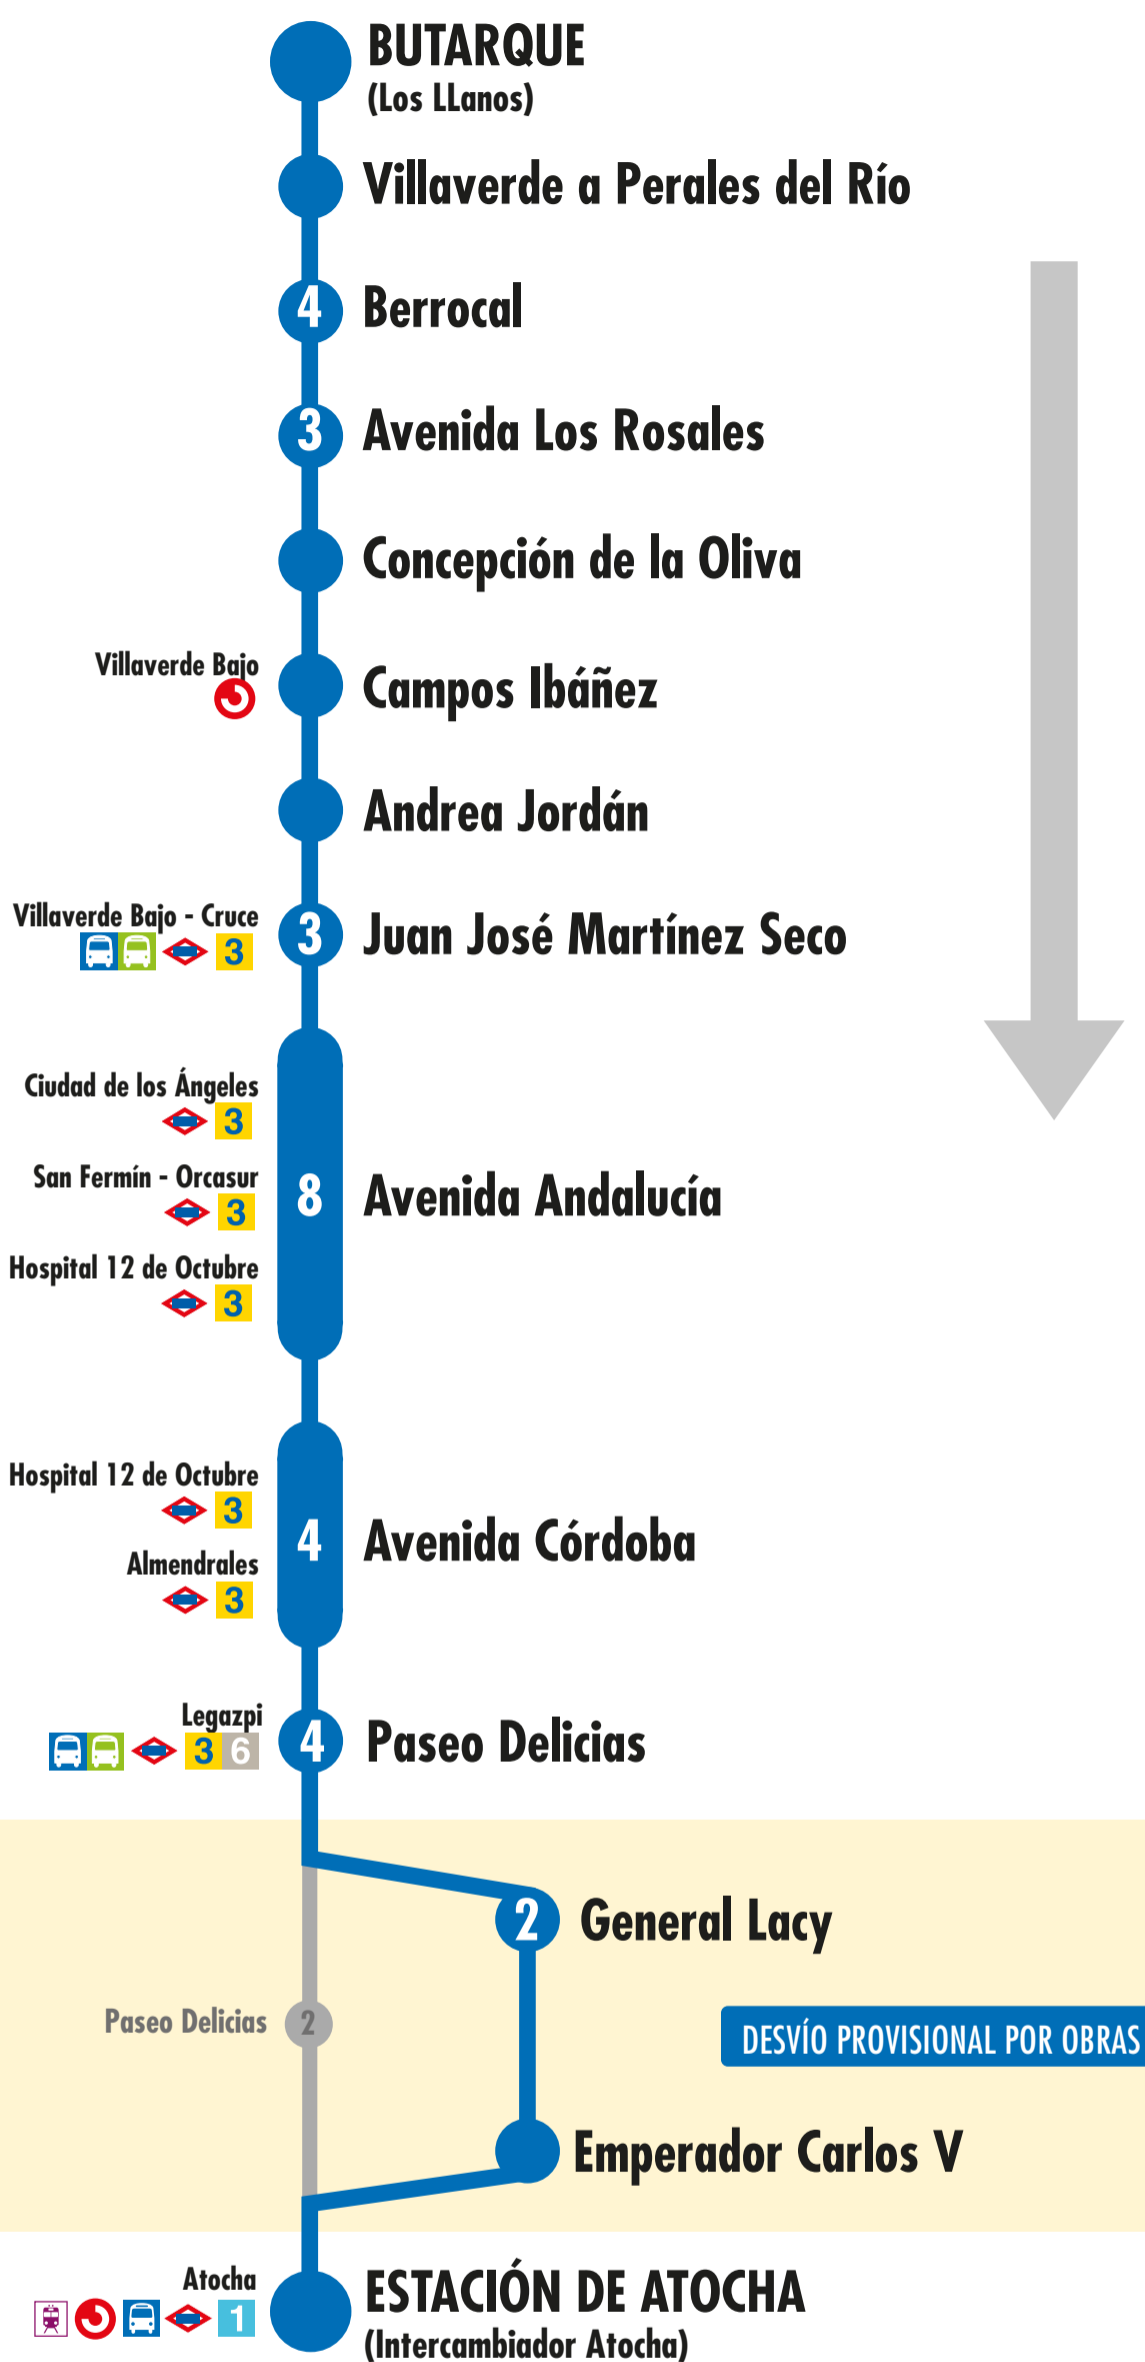 BUTARQUE
(Los LLanos)
Villaverde a Perales del Río
4 Berrocal
3 Avenida Los Rosales
Concepción de la Oliva
Villaverde Bajo
Campos Ibáñez
Andrea Jordán
Villaverde Bajo - Cruce
3
3 Juan José Martínez Seco
Ciudad de los Ángeles
3
San Fermín - Orcasur
3
Hospital 12 de Octubre
3
8 Avenida Andalucía
Hospital 12 de Octubre
3
Almendrales
3
4 Avenida Córdoba
Legazpi
3 6
4 Paseo Delicias
2 General Lacy
Paseo Delicias 2
DESVÍO PROVISIONAL POR OBRAS
Emperador Carlos V
Atocha
1
ESTACIÓN DE ATOCHA
(Intercambiador Atocha)